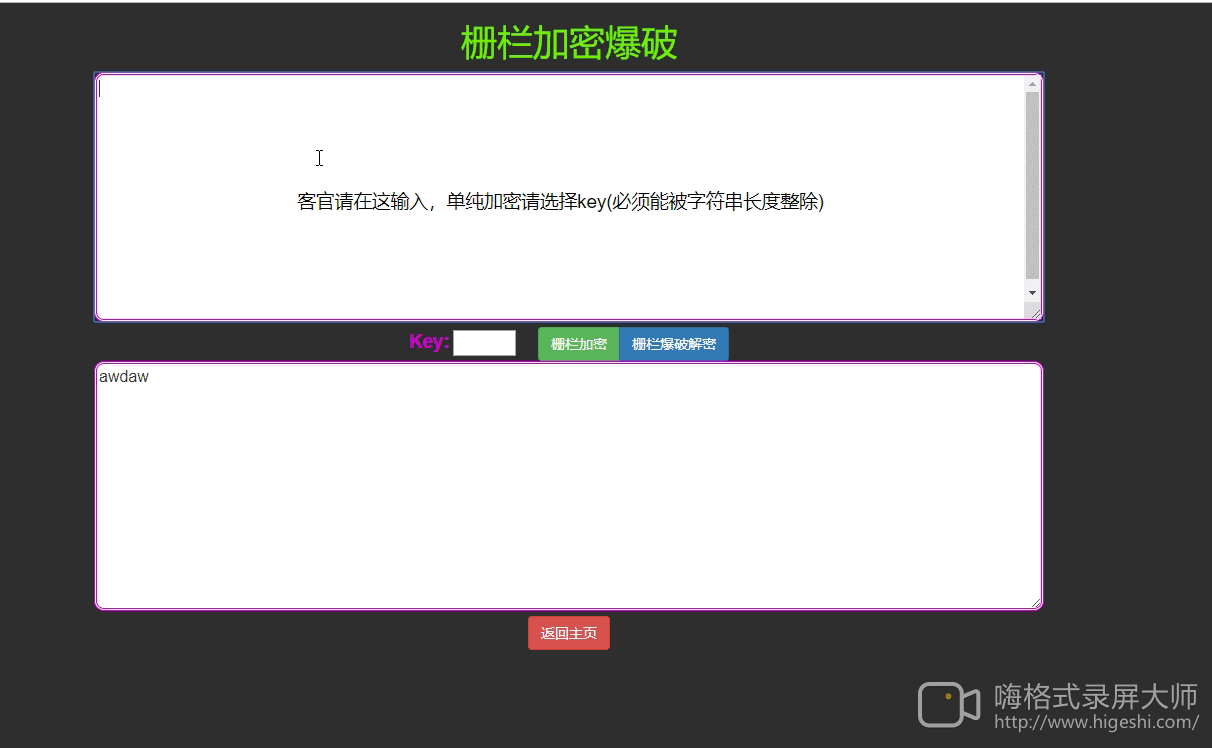 栅栏加密爆破
客官请在这输入，单纯加密请选择key(必须能被字符串长度整除)
Key: 栅栏加密 栅栏爆破解密
awdaw
返回主页
嗨格式录屏大师
http://www.higeshi.com/